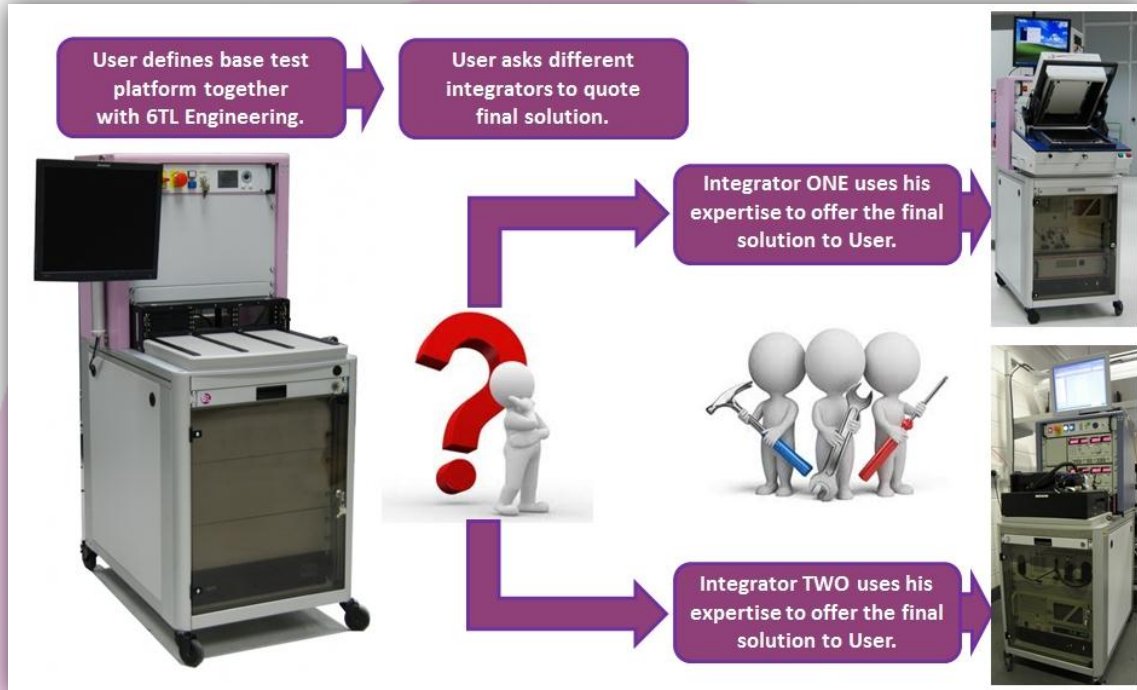 User defines base test
platform together
with 6TL Engineering.
User asks different
integrators to quote
final solution.
Integrator ONE uses his
expertise to offer the final
solution to User.
Integrator TWO uses his
expertise to offer the final
solution to User.